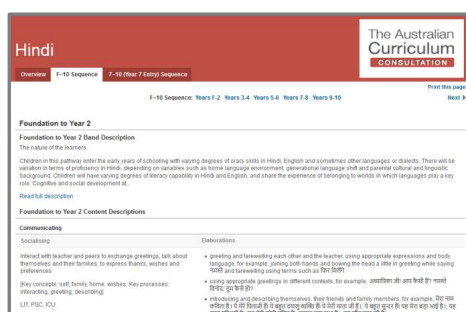 The Australian
Curriculum
CONSULTATION
Hindi
Overview F–10 Sequence 7–10 (Year 7 Entry) Sequence
Print this page
F–10 Sequence: Years F-2 Years 3-4 Years 5-6 Years 7-8 Years 9-10
Next
Foundation to Year 2
Foundation to Year 2 Band Description
The nature of the learners
Children in this pathway enter the early years of schooling with varying degrees of oracy skills in Hindi, English and sometimes other languages or dialects. There will be
variation in terms of proficiency in Hindi, depending on variables such as home language environment, generational language shift and parental cultural and linguistic
background. Children will have varying degrees of literacy capability in Hindi and English, and share the experience of belonging to worlds in which languages play a key
role. Cognitive and social development at...
Read full description
Foundation to Year 2 Content Descriptions
Communicating
Socialising
Elaborations
Interact with teacher and peers to exchange greetings, talk about
themselves and their families, to express thanks, wishes and
preferences
[Key concepts: self, family, home, wishes; Key processes:
interacting, greeting, describing]
LIT, PSC, ICU
• greeting and farewelling each other and the teacher, using appropriate expressions and body
language, for example, joining both hands and bowing the head a little in greeting while saying
नमस्ते and farewelling using terms such as फिर मिलेंगे
• using appropriate greetings in different contexts, for example, अध्यापिका जी! आप कैसी हैं? नमस्ते
विनोद, तुम कैसे हो?
• introducing and describing themselves, their friends and family members, for example, मेरा नाम
कविता है। ये मेरे पिताजी हैं। ये बहुत दयालु व्यक्ति हैं। ये मेरी माता जी हैं। ये बहुत सुन्दर हैं। यह मेरा बड़ा भाई है। यह